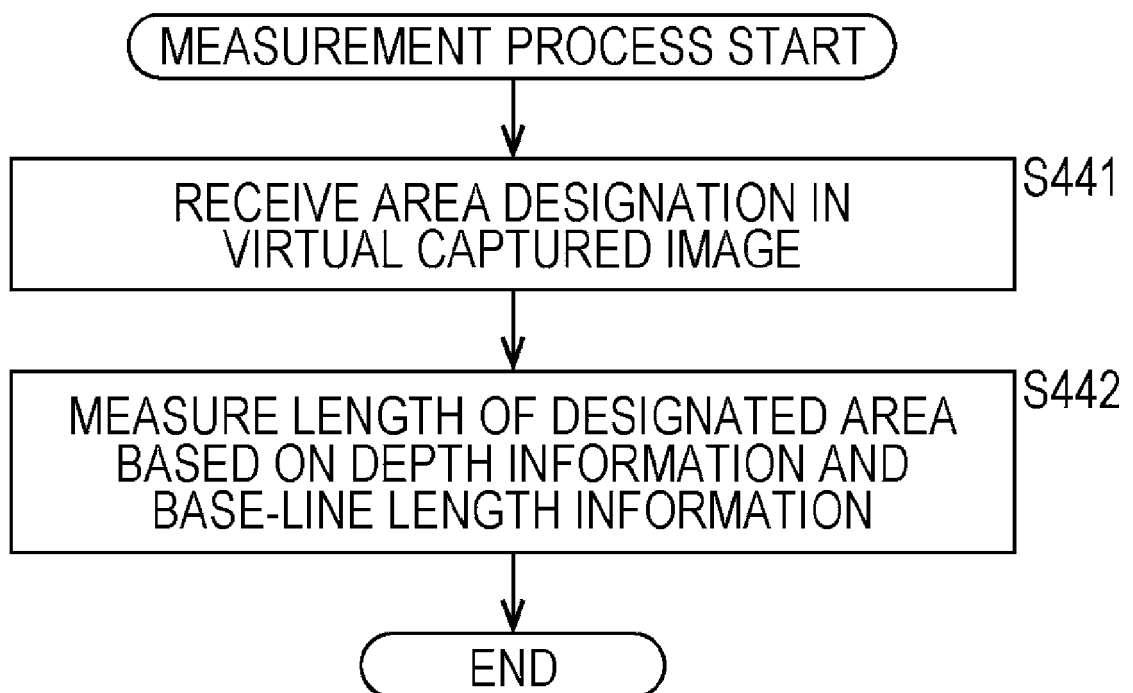 MEASUREMENT PROCESS START
S441
RECEIVE AREA DESIGNATION IN
VIRTUAL CAPTURED IMAGE
S442
MEASURE LENGTH OF DESIGNATED AREA
BASED ON DEPTH INFORMATION AND
BASE-LINE LENGTH INFORMATION
END